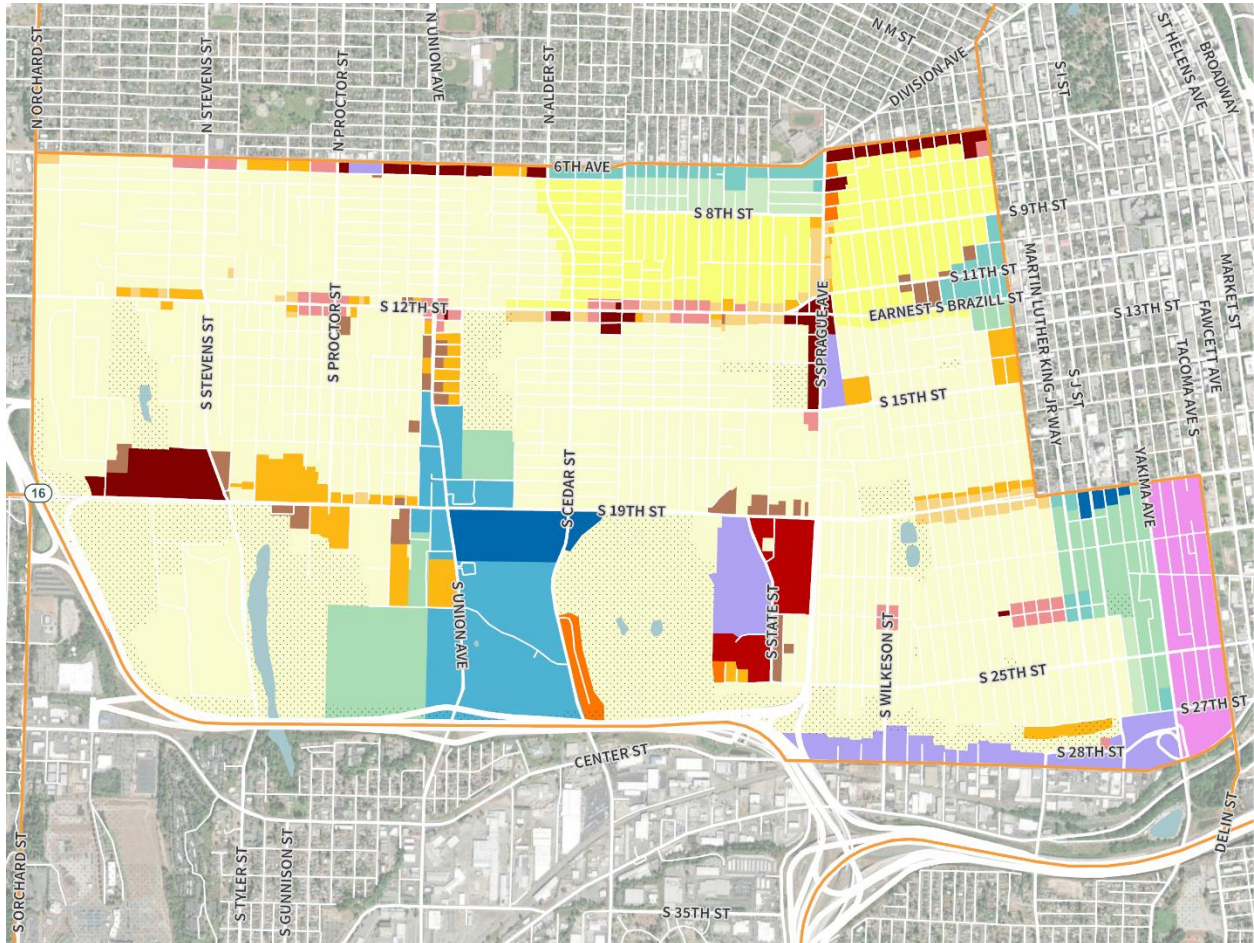 N ORCHARD ST
N STEVENS ST
N PROCTOR ST
N UNION AVE
N ALDER ST
N M ST
DIVISION AVE
S I ST
ST HELENS AVE
BROADWAY
6TH AVE
S 8TH ST
S 9TH ST
S 11TH ST
EARNEST S BRAZILL ST
S 12TH ST
S 13TH ST
MARTIN LUTHER KING JR WAY
MARKET ST
FAWCETT AVE
TACOMA AVE S
S STEVENS ST
S PROCTOR ST
S SPRAGUE AVE
S J ST
S 15TH ST
YAKIMA AVE
16
S CEDAR ST
S 19TH ST
S UNION AVE
S STATE ST
S WILKESON ST
S 25TH ST
S 27TH ST
S 28TH ST
CENTER ST
DELIN ST
S ORCHARD ST
S TYLER ST
S GUNNISON ST
S 35TH ST